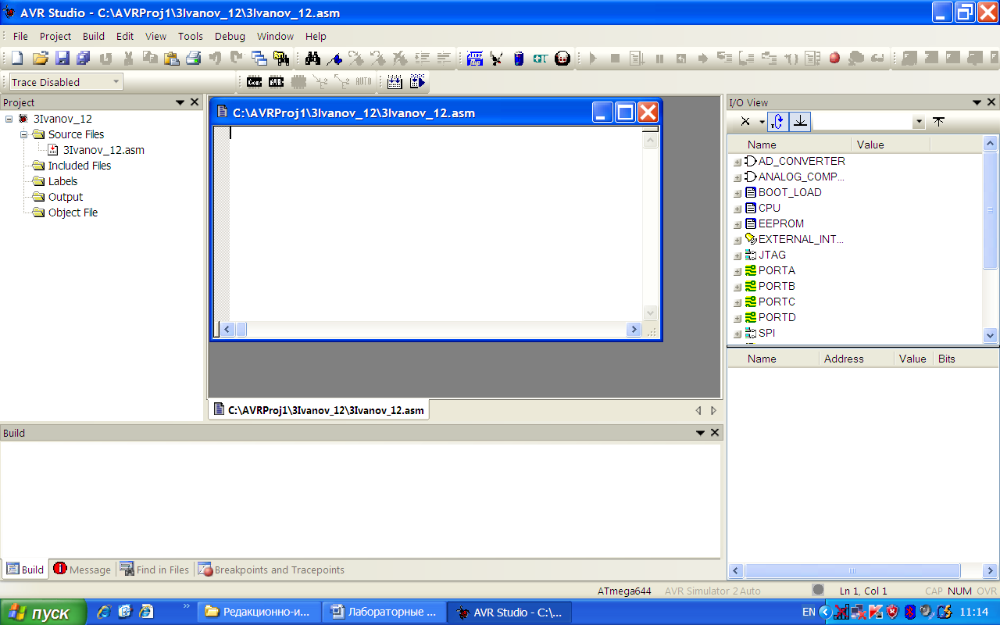 AVR Studio - C:\AVRProj1\3Ivanov_12\3Ivanov_12.asm
File Project Build Edit View Tools Debug Window Help
Trace Disabled
Con AVR AUTO
Project
3Ivanov_12
Source Files
3Ivanov_12.asm
Included Files
Labels
Output
Object File
C:\AVRProj1\3Ivanov_12\3Ivanov_12.asm
C:\AVRProj1\3Ivanov_12\3Ivanov_12.asm
I/O View
Name Value
AD_CONVERTER
ANALOG_COMP...
BOOT_LOAD
CPU
EEPROM
EXTERNAL_INT...
JTAG
PORTA
PORTB
PORTC
PORTD
SPI
Name Address Value Bits
Build
Build Message Find in Files Breakpoints and Tracepoints
ATmega644 AVR Simulator 2 Auto Ln 1, Col 1 CAP NUM OVR
пуск » Редакционно-и... Лабораторные ... AVR Studio - C:\... EN 11:14